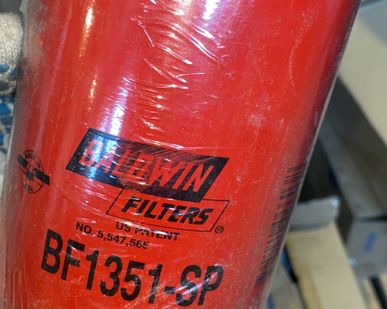 BALDWIN
FILTERS®
US PATENT
NO. 5,547,565
BF1351-SP